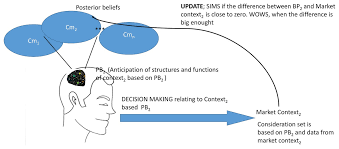 Posterior beliefs
UPDATE; SIMS if the difference between BP₂ and Market
context₂ is close to zero. WOWS, when the difference is
big enought
Cm₂
Cm₁
Cmₙ
PB₂ (Anticipation of structures and functions
of context₂ based on PB₂)
DECISION MAKING relating to Context₂
based PB₂
Market Context₂
Consideration set is
based on PB₂ and data from
market context₂